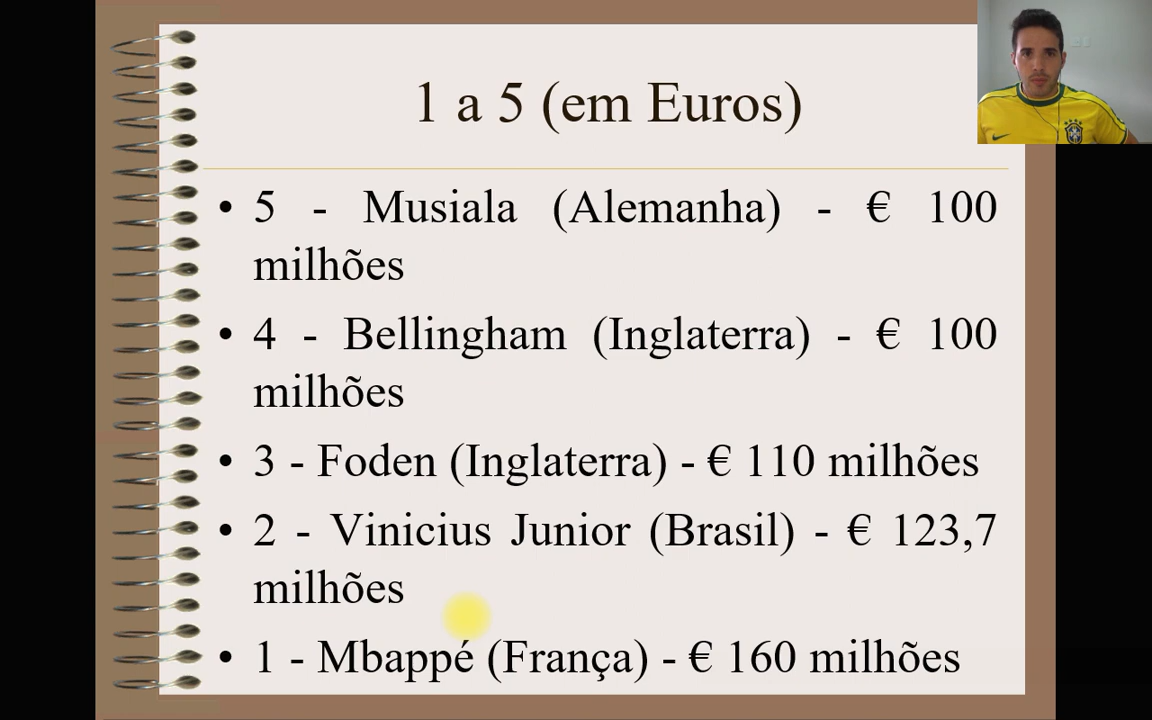 1 a 5 (em Euros)
• 5 - Musiala (Alemanha) - € 100
milhões
• 4 - Bellingham (Inglaterra) - € 100
milhões
• 3 - Foden (Inglaterra) - € 110 milhões
• 2 - Vinicius Junior (Brasil) - € 123,7
milhões
• 1 - Mbappé (França) - € 160 milhões